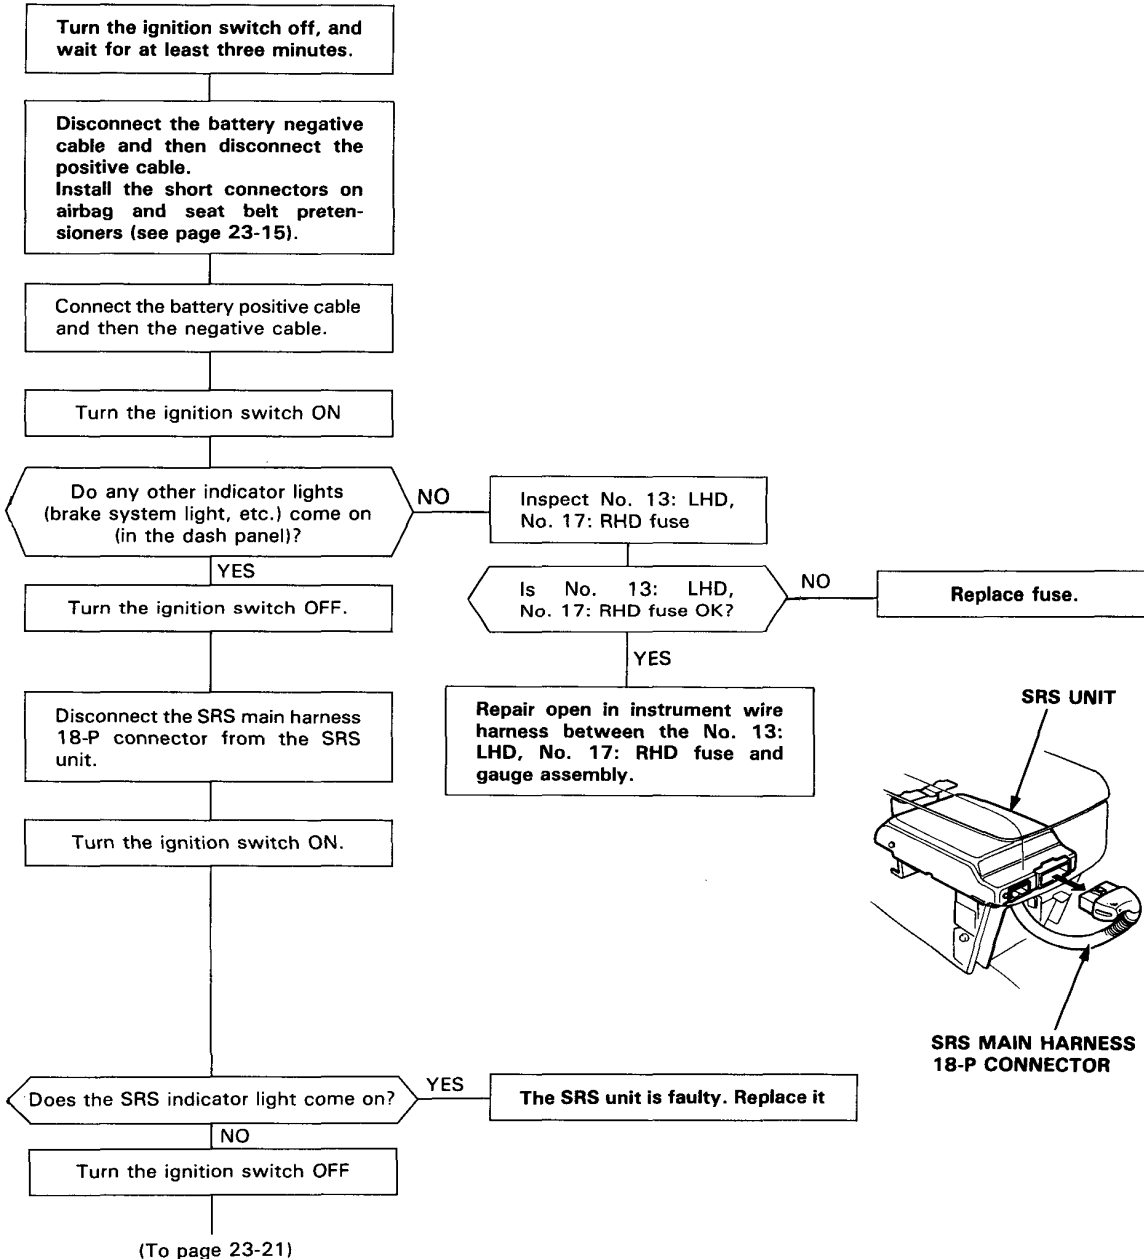 Turn the ignition switch off, and
wait for at least three minutes.
Disconnect the battery negative
cable and then disconnect the
positive cable.
Install the short connectors on
airbag and seat belt preten-
sioners (see page 23-15).
Connect the battery positive cable
and then the negative cable.
Turn the ignition switch ON
Do any other indicator lights
(brake system light, etc.) come on
(in the dash panel)?
NO
Inspect No. 13: LHD,
No. 17: RHD fuse
YES
Is No. 13: LHD,
No. 17: RHD fuse OK?
NO
Replace fuse.
Turn the ignition switch OFF.
YES
Disconnect the SRS main harness
18-P connector from the SRS
unit.
Repair open in instrument wire
harness between the No. 13:
LHD, No. 17: RHD fuse and
gauge assembly.
SRS UNIT
Turn the ignition switch ON.
SRS MAIN HARNESS
18-P CONNECTOR
Does the SRS indicator light come on?
YES
The SRS unit is faulty. Replace it
NO
Turn the ignition switch OFF
(To page 23-21)